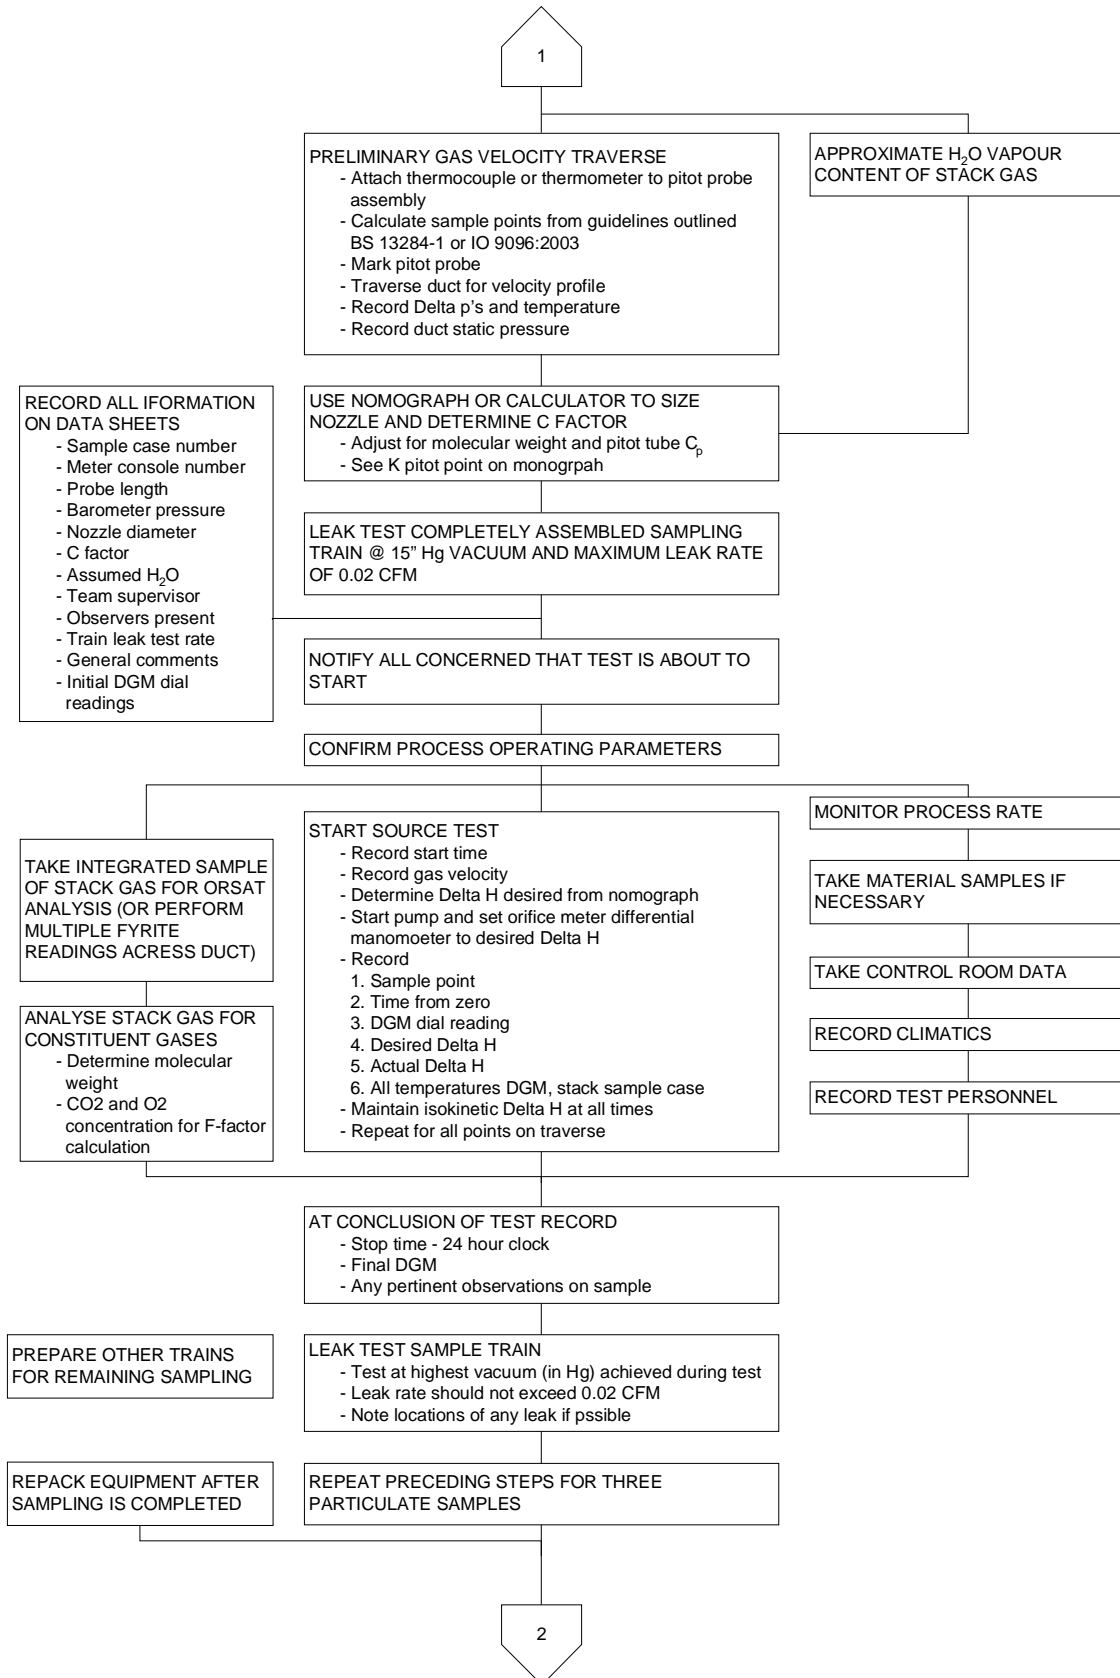 1
PRELIMINARY GAS VELOCITY TRAVERSE
- Attach thermocouple or thermometer to pitot probe
assembly
- Calculate sample points from guidelines outlined
BS 13284-1 or IO 9096:2003
- Mark pitot probe
- Traverse duct for velocity profile
- Record Delta p's and temperature
- Record duct static pressure
APPROXIMATE H₂O VAPOUR
CONTENT OF STACK GAS
RECORD ALL IFORMATION
ON DATA SHEETS
- Sample case number
- Meter console number
- Probe length
- Barometer pressure
- Nozzle diameter
- C factor
- Assumed H₂O
- Team supervisor
- Observers present
- Train leak test rate
- General comments
- Initial DGM dial
readings
USE NOMOGRAPH OR CALCULATOR TO SIZE
NOZZLE AND DETERMINE C FACTOR
- Adjust for molecular weight and pitot tube Cₚ
- See K pitot point on monogrpah
LEAK TEST COMPLETELY ASSEMBLED SAMPLING
TRAIN @ 15" Hg VACUUM AND MAXIMUM LEAK RATE
OF 0.02 CFM
NOTIFY ALL CONCERNED THAT TEST IS ABOUT TO
START
CONFIRM PROCESS OPERATING PARAMETERS
TAKE INTEGRATED SAMPLE
OF STACK GAS FOR ORSAT
ANALYSIS (OR PERFORM
MULTIPLE FYRITE
READINGS ACRESS DUCT)
ANALYSE STACK GAS FOR
CONSTITUENT GASES
- Determine molecular
weight
- CO2 and O2
concentration for F-factor
calculation
START SOURCE TEST
- Record start time
- Record gas velocity
- Determine Delta H desired from nomograph
- Start pump and set orifice meter differential
manomoeter to desired Delta H
- Record
1. Sample point
2. Time from zero
3. DGM dial reading
4. Desired Delta H
5. Actual Delta H
6. All temperatures DGM, stack sample case
- Maintain isokinetic Delta H at all times
- Repeat for all points on traverse
MONITOR PROCESS RATE
TAKE MATERIAL SAMPLES IF
NECESSARY
TAKE CONTROL ROOM DATA
RECORD CLIMATICS
RECORD TEST PERSONNEL
AT CONCLUSION OF TEST RECORD
- Stop time - 24 hour clock
- Final DGM
- Any pertinent observations on sample
PREPARE OTHER TRAINS
FOR REMAINING SAMPLING
LEAK TEST SAMPLE TRAIN
- Test at highest vacuum (in Hg) achieved during test
- Leak rate should not exceed 0.02 CFM
- Note locations of any leak if pssible
REPACK EQUIPMENT AFTER
SAMPLING IS COMPLETED
REPEAT PRECEDING STEPS FOR THREE
PARTICULATE SAMPLES
2